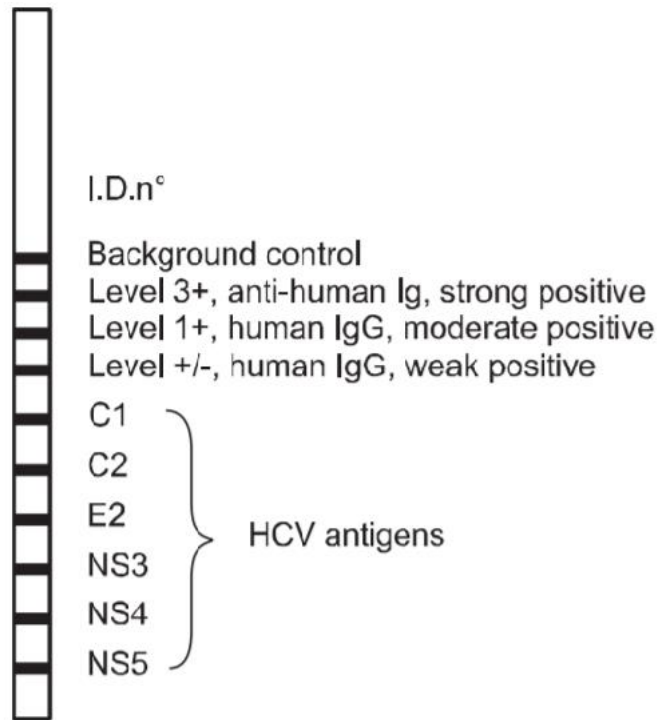 I.D.n°
Background control
Level 3+, anti-human Ig, strong positive
Level 1+, human IgG, moderate positive
Level +/-, human IgG, weak positive
C1
C2
E2
HCV antigens
NS3
NS4
NS5